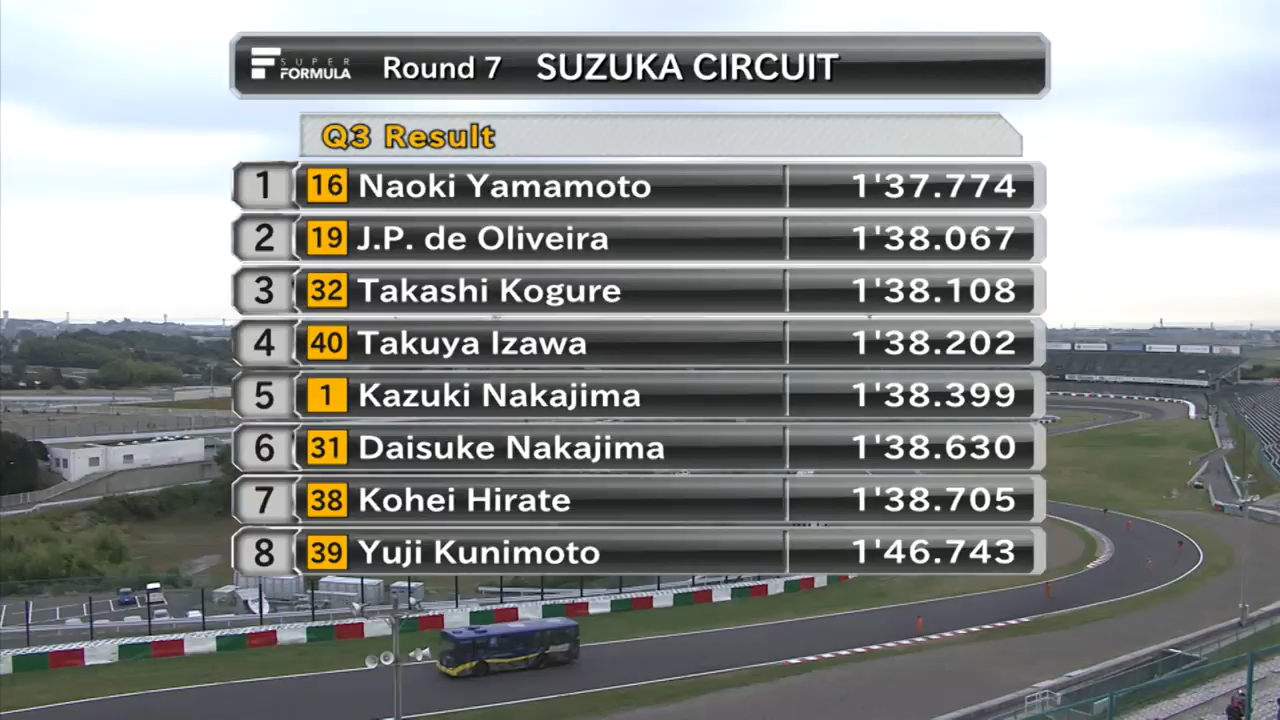 SUPER FORMULA Round 7 SUZUKA CIRCUIT
Q3 Result
1 16 Naoki Yamamoto 1'37.774
2 19 J.P. de Oliveira 1'38.067
3 32 Takashi Kogure 1'38.108
4 40 Takuya Izawa 1'38.202
5 1 Kazuki Nakajima 1'38.399
6 31 Daisuke Nakajima 1'38.630
7 38 Kohei Hirate 1'38.705
8 39 Yuji Kunimoto 1'46.743